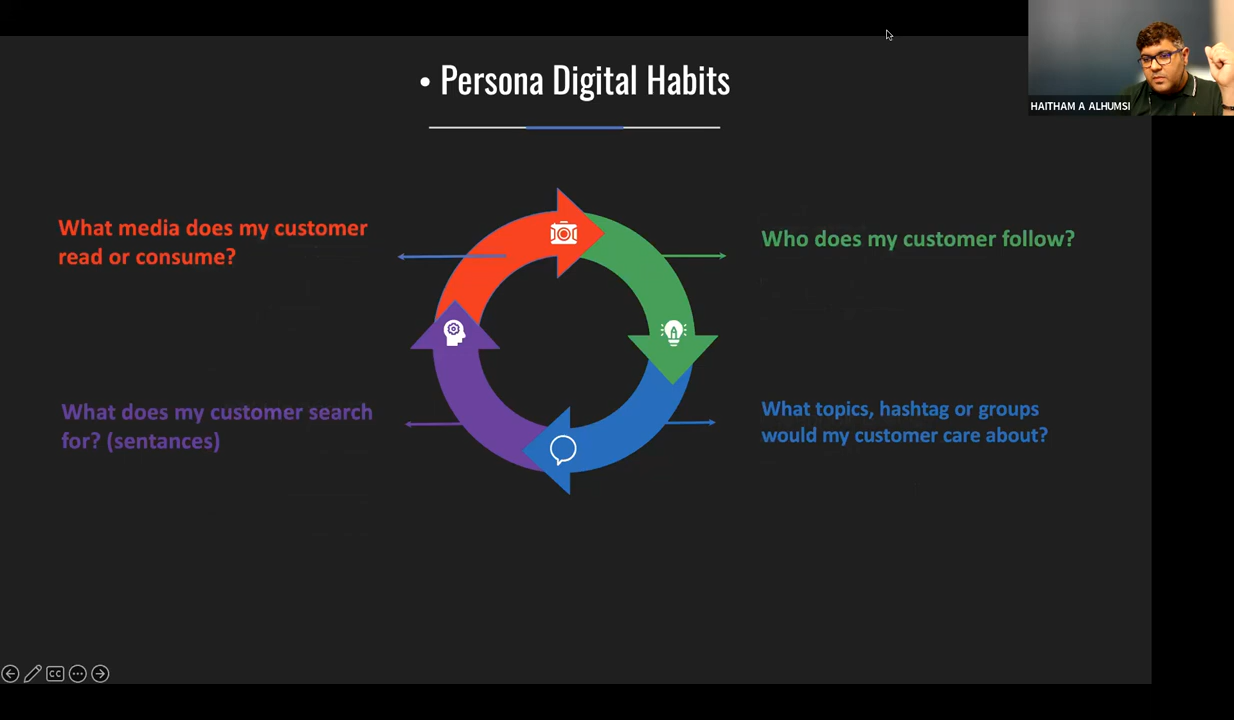 • Persona Digital Habits
HAITHAM A ALHUMSI
What media does my customer
read or consume?
Who does my customer follow?
What does my customer search
for? (sentances)
What topics, hashtag or groups
would my customer care about?
CC